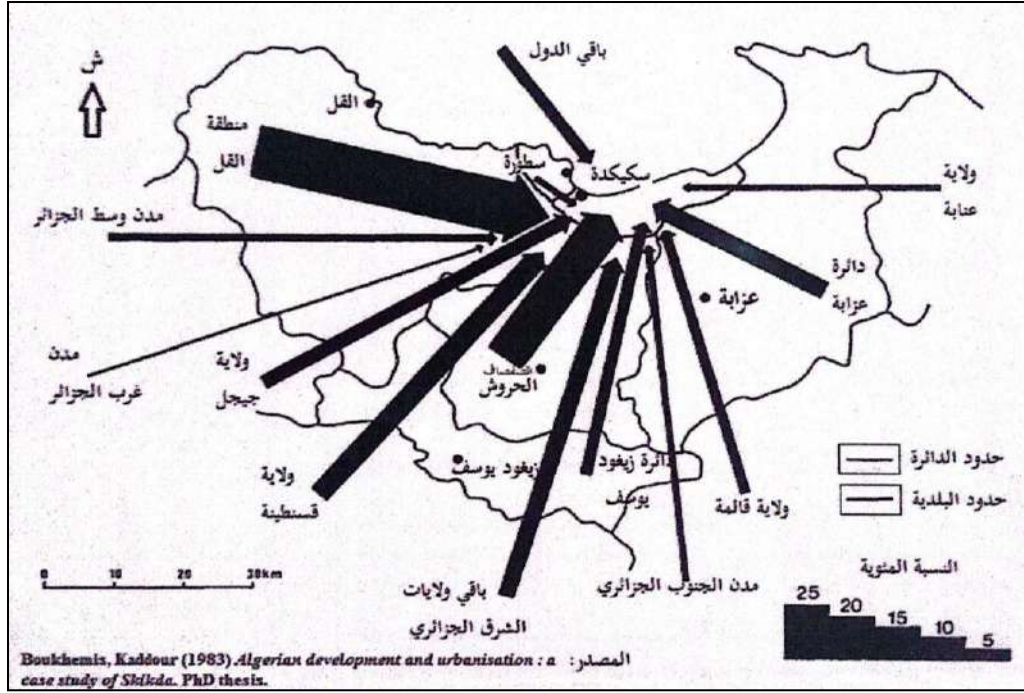 باقي الدول
ش
القل
منطقة
القل
سطورة
سكيكدة
ولاية
عنابة
مدن وسط الجزائر
دائرة
عزابة
عزابة
مدن
غرب الجزائر
ولاية
جيجل
الحروش
ولاية
قسنطينة
زيغود يوسف
دائرة زيغود
يوسف
ولاية قالمة
حدود الدائرة
حدود البلدية
باقي ولايات
الشرق الجزائري
مدن الجنوب الجزائري
النسبة المئوية
25 20 15 10 5
0 10 20 30km
المصدر: Boukhemis, Kaddour (1983) Algerian development and urbanisation : a
case study of Skikda. PhD thesis.